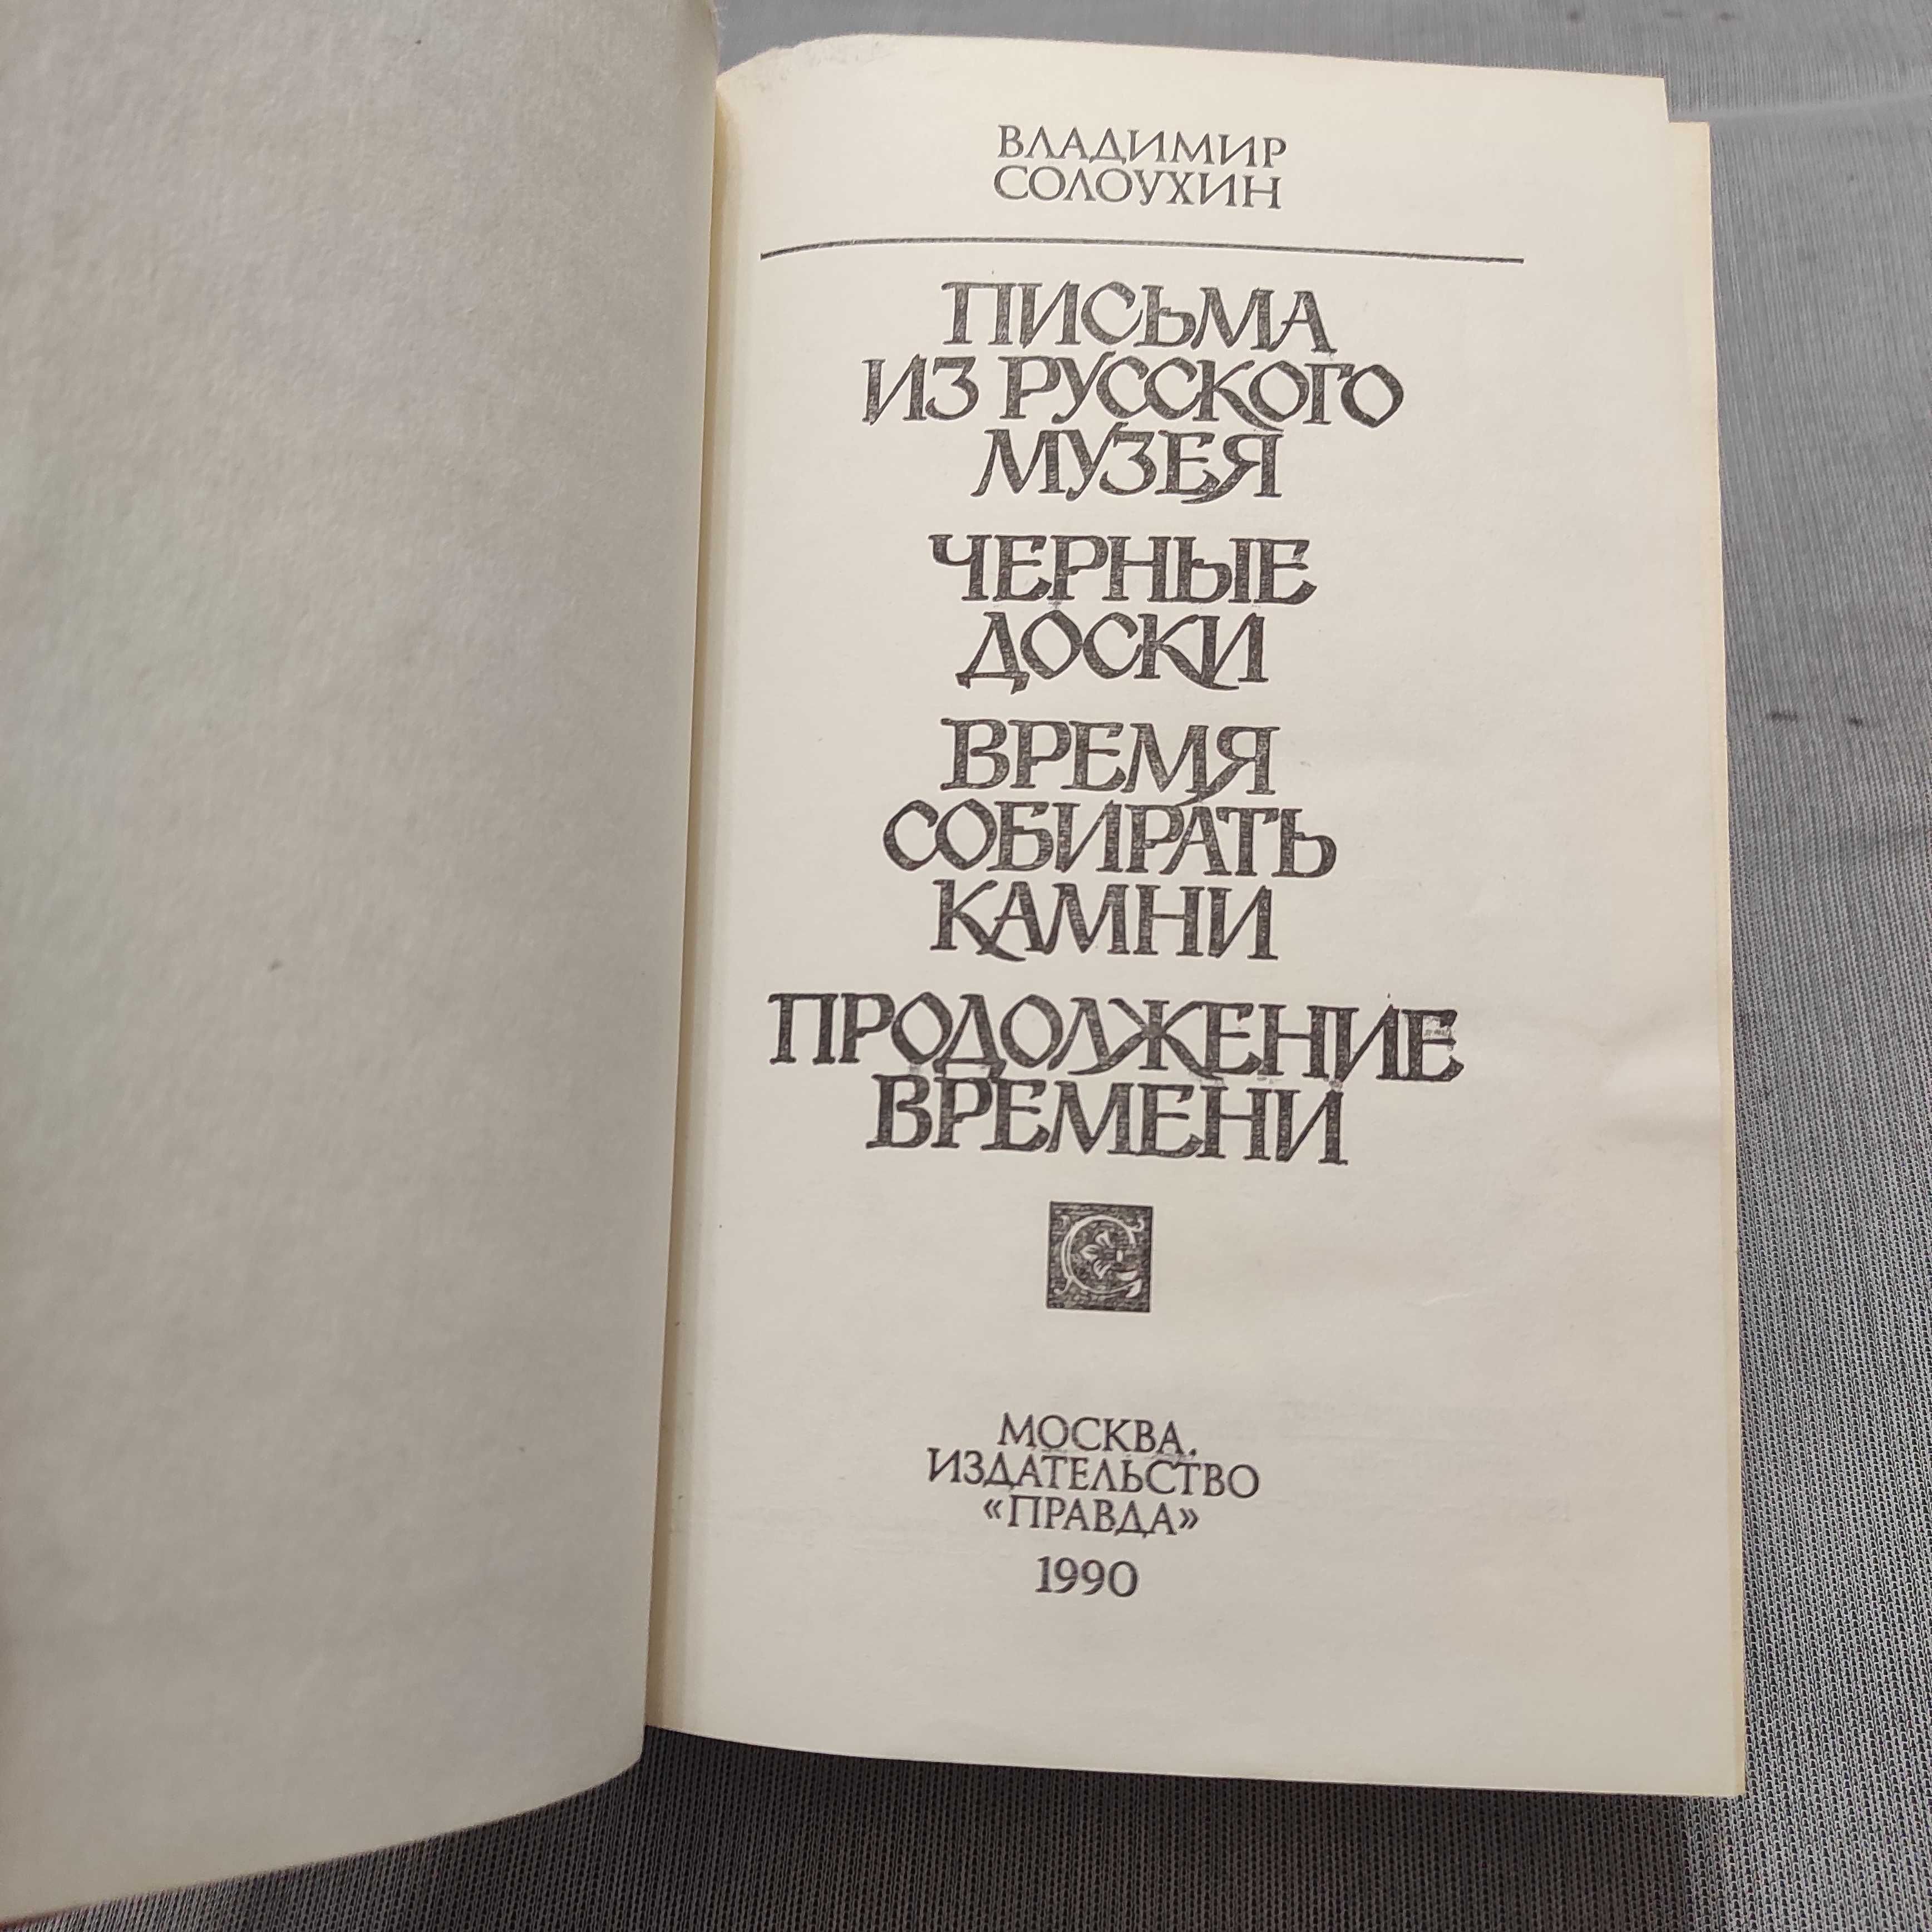 ВЛАДИМИР
СОЛОУХИН
ПИСЬМА
ИЗ РУССКОГО
МУЗЕЯ
ЧЕРНЫЕ
ДОСКИ
ВРЕМЯ
СОБИРАТЬ
КАМНИ
ПРОДОЛЖЕНИЕ
ВРЕМЕНИ
С
МОСКВА.
ИЗДАТЕЛЬСТВО
«ПРАВДА»
1990